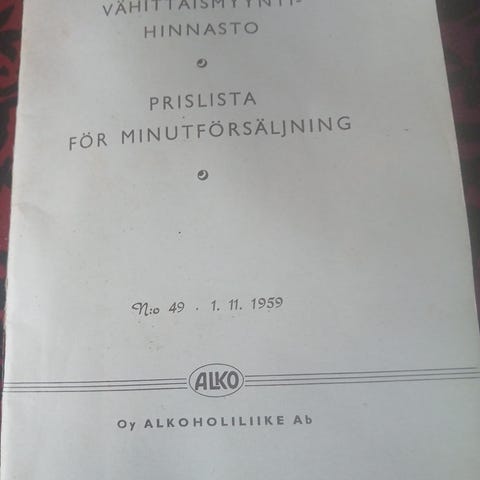 VÄHITTÄISMYYNTI-
HINNASTO
PRISLISTA
FÖR MINUTFÖRSÄLJNING
N:o 49 · 1. 11. 1959
ALKO
Oy ALKOHOLILIIKE Ab